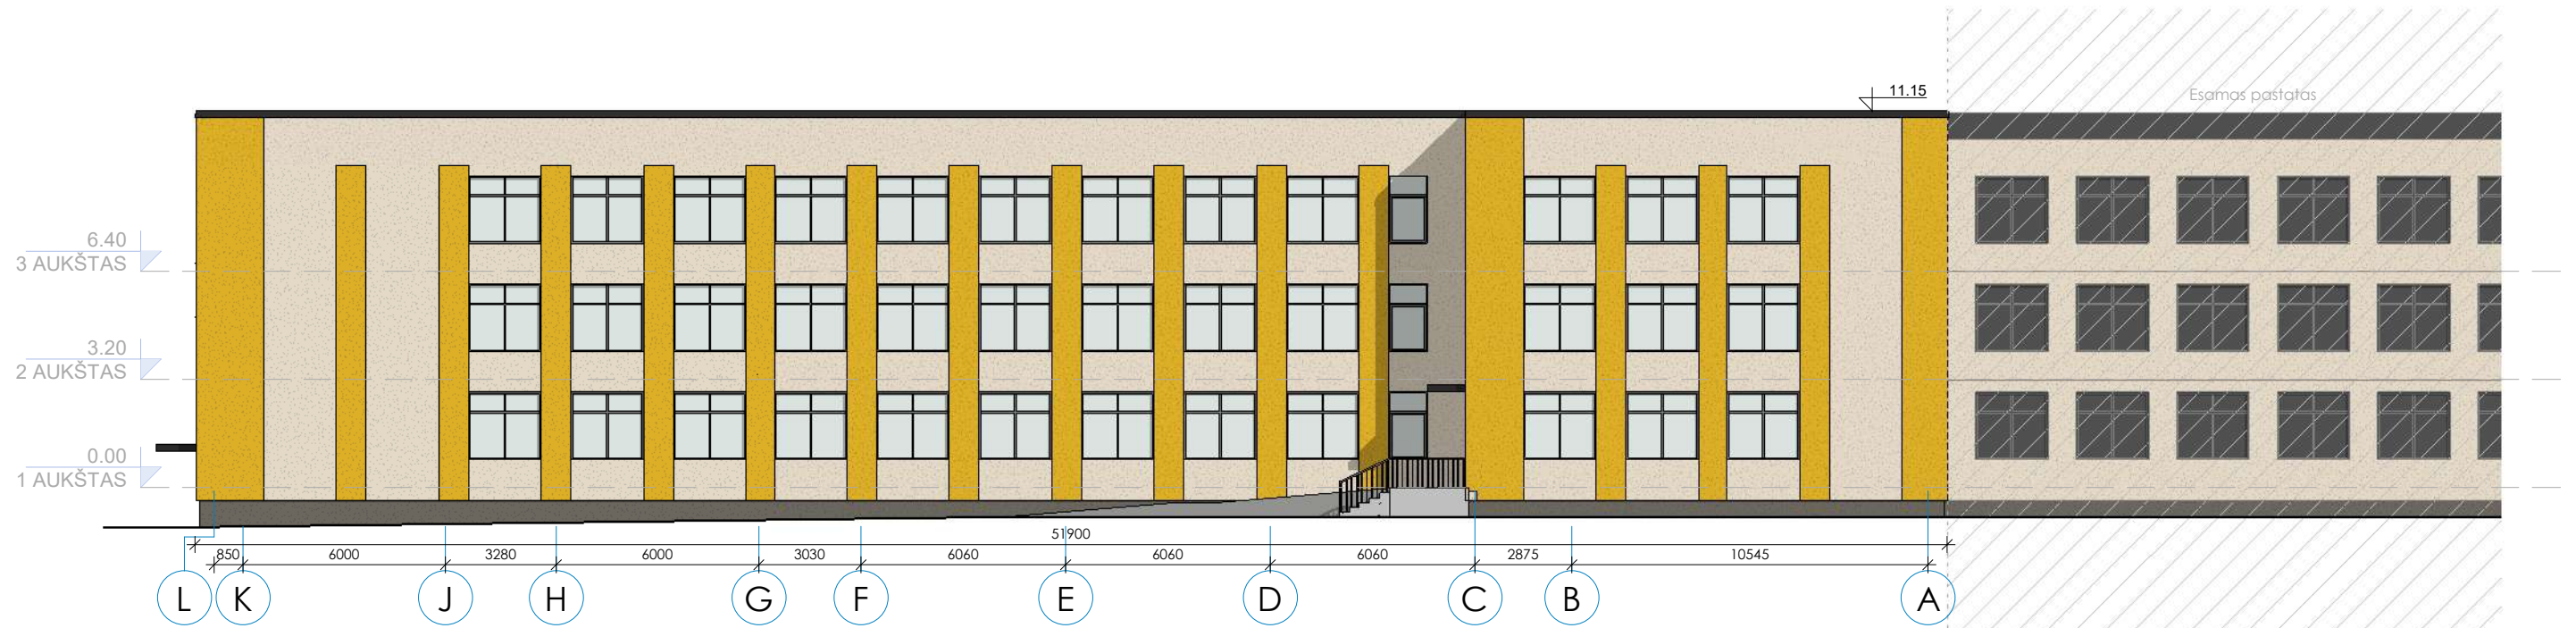 11.15
Esamas pastatas
6.40
3 AUKŠTAS
3.20
2 AUKŠTAS
0.00
1 AUKŠTAS
51900
850 6000 3280 6000 3030 6060 6060 6060 2875 10545
L K J H G F E D C B A